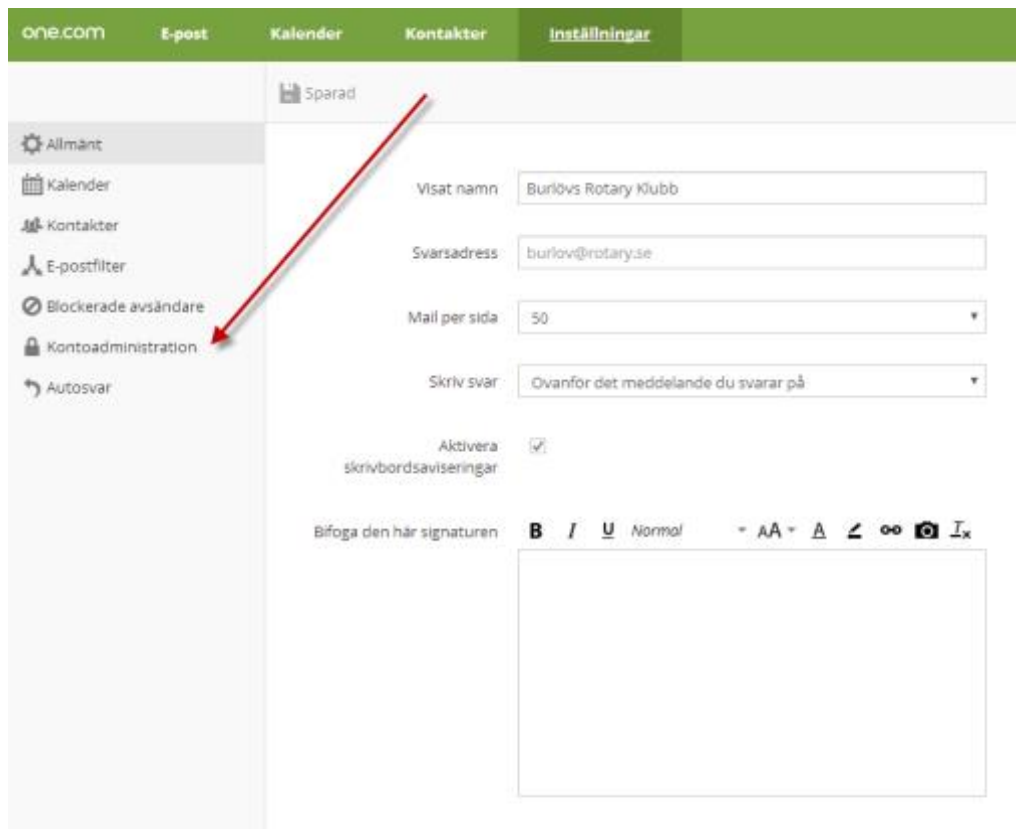 one.com E-post Kalender Kontakter Inställningar
Sparad
Allmänt
Kalender
Kontakter
E-postfilter
Blockerade avsändare
Kontoadministration
Autosvar
Visat namn Burlövs Rotary Klubb
Svarsadress burlov@rotary.se
Mail per sida 50
Skriv svar Ovanför det meddelande du svarar på
Aktivera
skrivbordsaviseringar
Bifoga den här signaturen B I U Normal AA A Ix